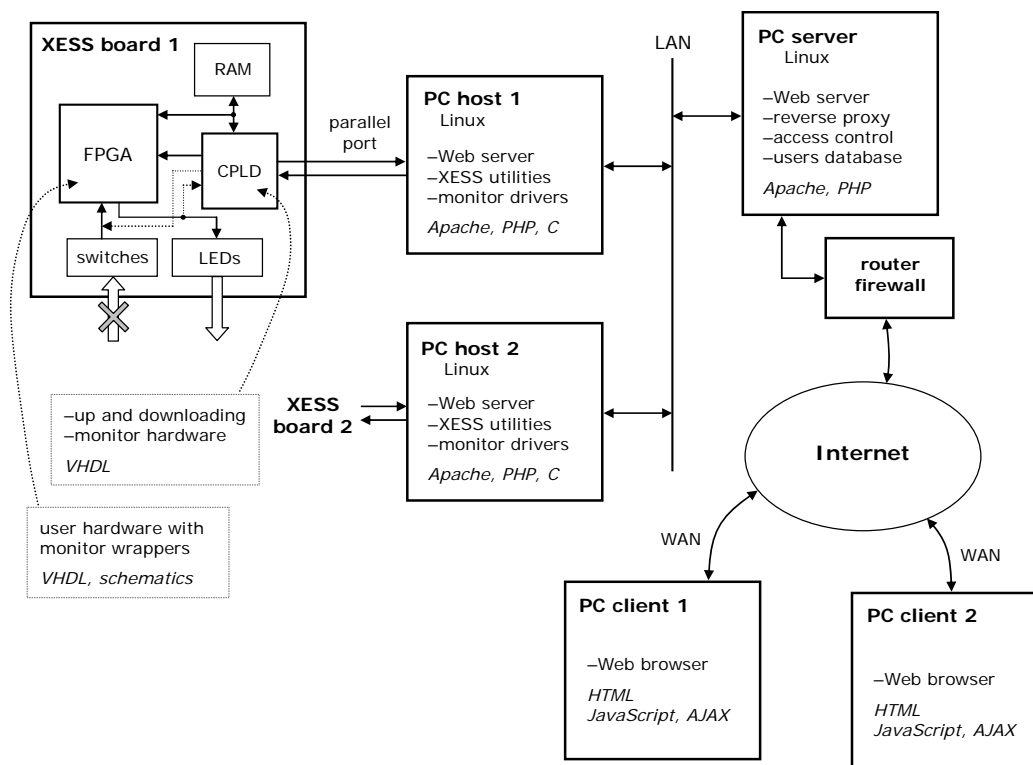 XESS board 1
RAM
FPGA
CPLD
switches
LEDs
parallel
port
PC host 1
Linux
–Web server
–XESS utilities
–monitor drivers
Apache, PHP, C
LAN
PC server
Linux
–Web server
–reverse proxy
–access control
–users database
Apache, PHP
router
firewall
XESS
board 2
PC host 2
Linux
–Web server
–XESS utilities
–monitor drivers
Apache, PHP, C
–up and downloading
–monitor hardware
VHDL
user hardware with
monitor wrappers
VHDL, schematics
Internet
WAN
WAN
PC client 1
–Web browser
HTML
JavaScript, AJAX
PC client 2
–Web browser
HTML
JavaScript, AJAX